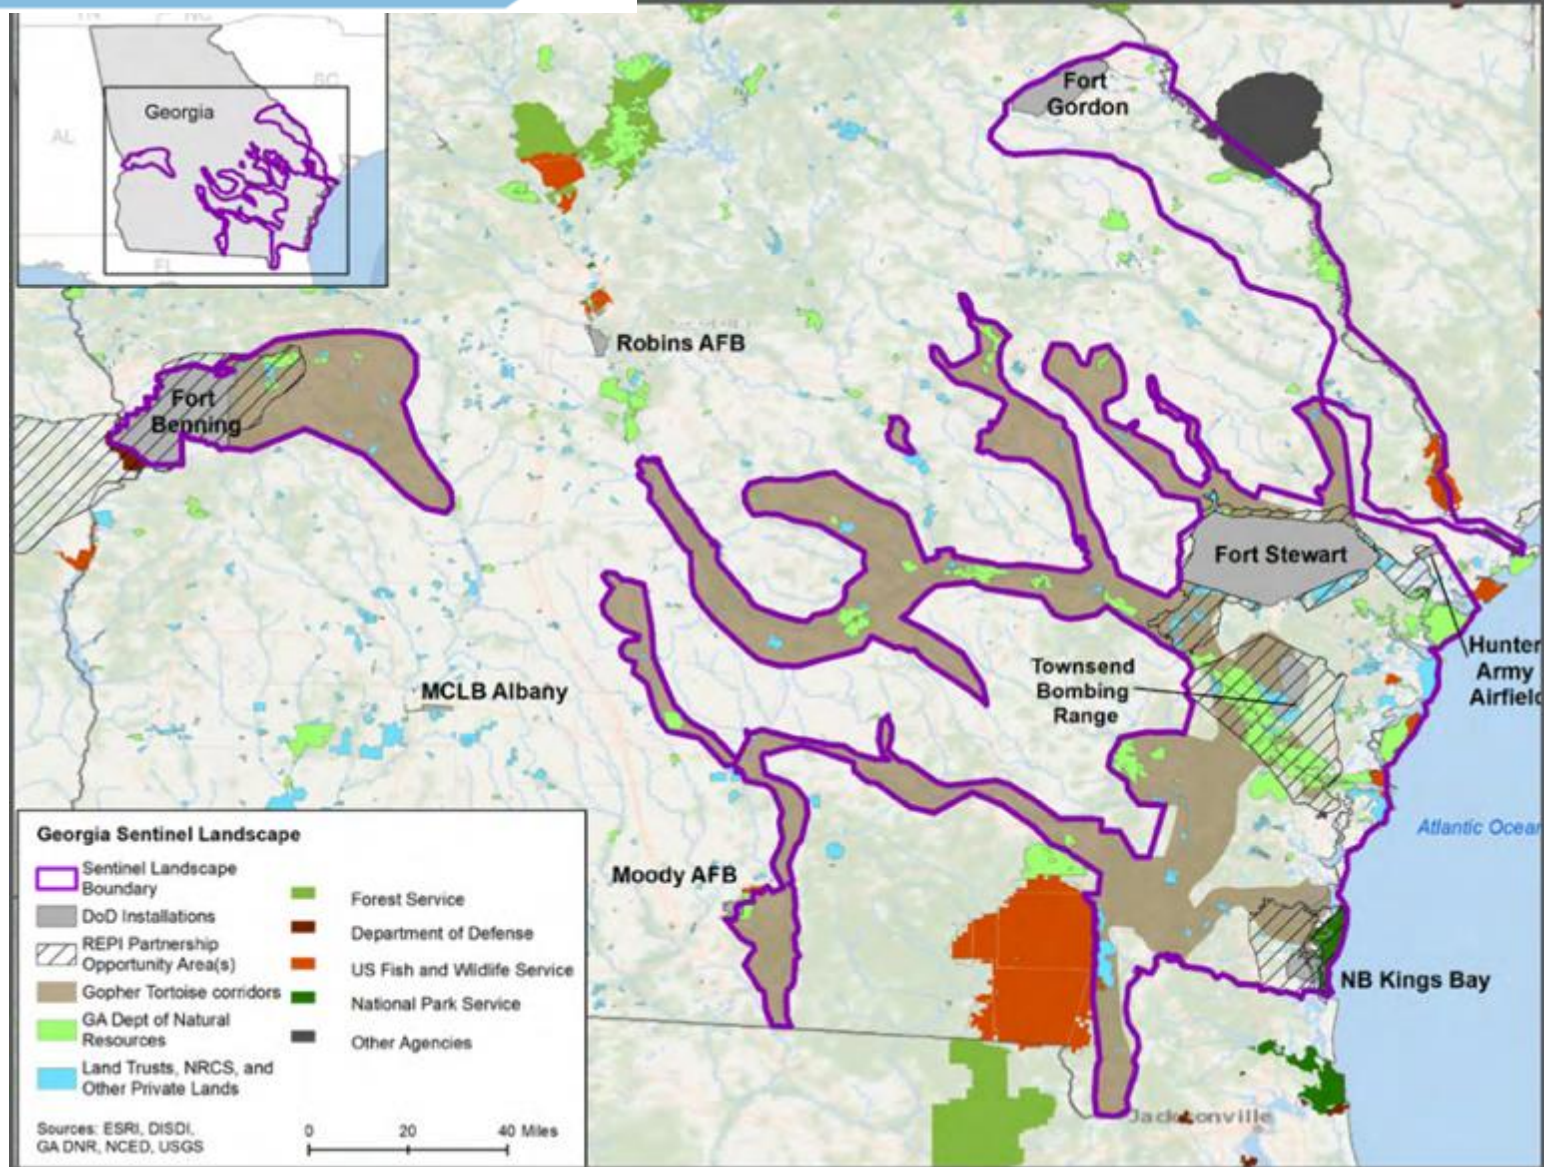 TN
NC
SC
Georgia
AL
FL
Fort
Gordon
Robins AFB
Fort
Benning
Fort Stewart
Hunter
Army
Airfield
Townsend
Bombing
Range
MCLB Albany
Atlantic Ocean
Moody AFB
NB Kings Bay
Jacksonville
Georgia Sentinel Landscape
Sentinel Landscape
Boundary
DoD Installations
REPI Partnership
Opportunity Area(s)
Gopher Tortoise corridors
GA Dept of Natural
Resources
Land Trusts, NRCS, and
Other Private Lands
Forest Service
Department of Defense
US Fish and Wildlife Service
National Park Service
Other Agencies
Sources: ESRI, DISDI,
GA DNR, NCED, USGS
0 20 40 Miles